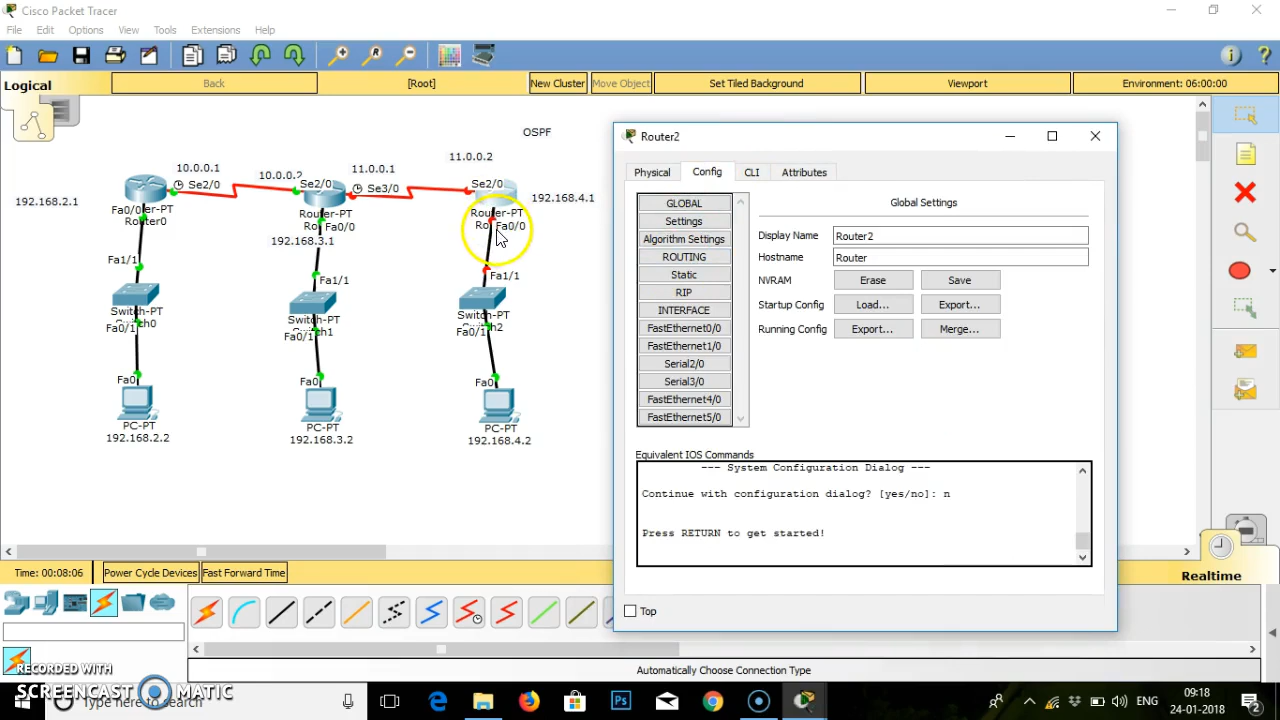 Cisco Packet Tracer
File Edit Options View Tools Extensions Help
Logical
Back
[Root]
New Cluster
Move Object
Set Tiled Background
Viewport
Environment: 06:00:00
OSPF
10.0.0.1
10.0.0.2
11.0.0.1
11.0.0.2
192.168.2.1
192.168.4.1
Se2/0
Se2/0
Se3/0
Se2/0
Fa0/0
Router0
Router-PT
Fa0/0
192.168.3.1
Router-PT
Fa0/0
Fa1/1
Switch-PT
Fa0/1
Fa0
PC-PT
192.168.2.2
Fa1/1
Switch-PT
Fa0/1
Fa0
PC-PT
192.168.3.2
Fa1/1
Switch-PT
Fa0/1
Fa0
PC-PT
192.168.4.2
Router2
Physical Config CLI Attributes
GLOBAL
Settings
Algorithm Settings
ROUTING
Static
RIP
INTERFACE
FastEthernet0/0
FastEthernet1/0
Serial2/0
Serial3/0
FastEthernet4/0
FastEthernet5/0
Global Settings
Display Name Router2
Hostname Router
NVRAM Erase Save
Startup Config Load... Export...
Running Config Export... Merge...
Equivalent IOS Commands
--- System Configuration Dialog ---
Continue with configuration dialog? [yes/no]: n
Press RETURN to get started!
Top
Time: 00:08:06
Power Cycle Devices
Fast Forward Time
Realtime
Automatically Choose Connection Type
RECORDED WITH
SCREENCAST MATIC
Type here to search
ENG
09:18
24-01-2018
2